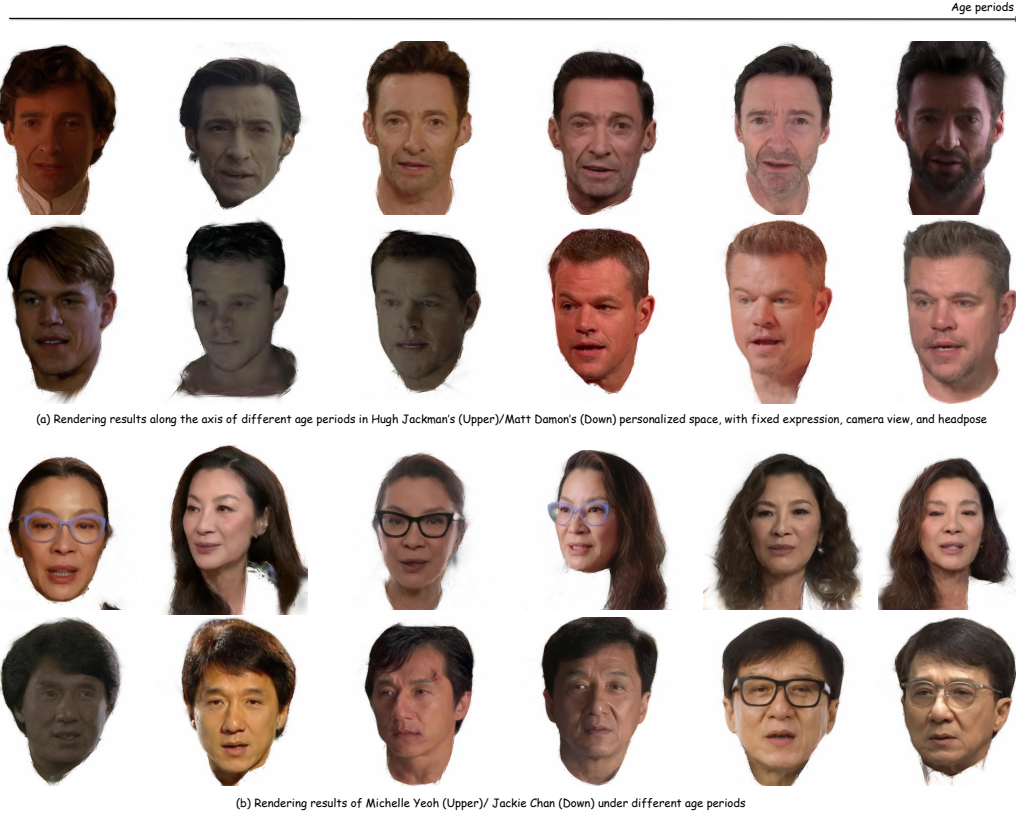 Age periods
(a) Rendering results along the axis of different age periods in Hugh Jackman's (Upper)/Matt Damon's (Down) personalized space, with fixed expression, camera view, and headpose
(b) Rendering results of Michelle Yeoh (Upper)/ Jackie Chan (Down) under different age periods